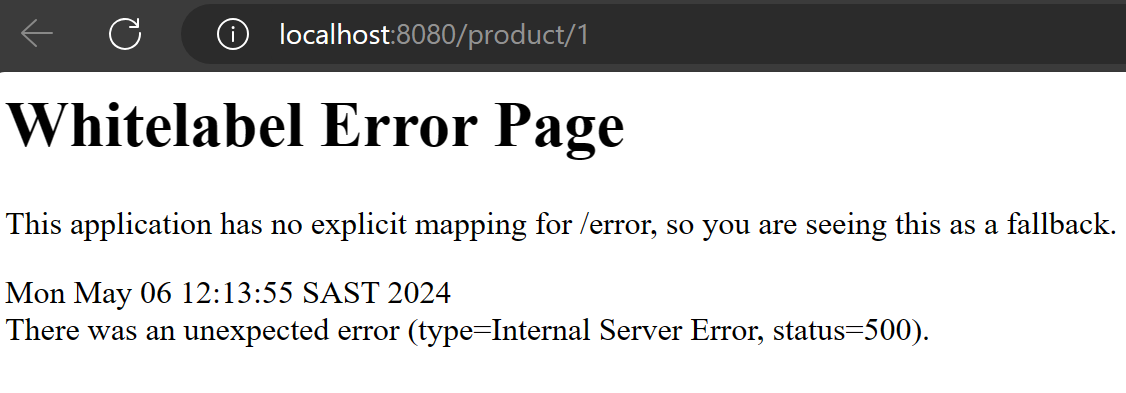 localhost:8080/product/1
Whitelabel Error Page
This application has no explicit mapping for /error, so you are seeing this as a fallback.
Mon May 06 12:13:55 SAST 2024
There was an unexpected error (type=Internal Server Error, status=500).